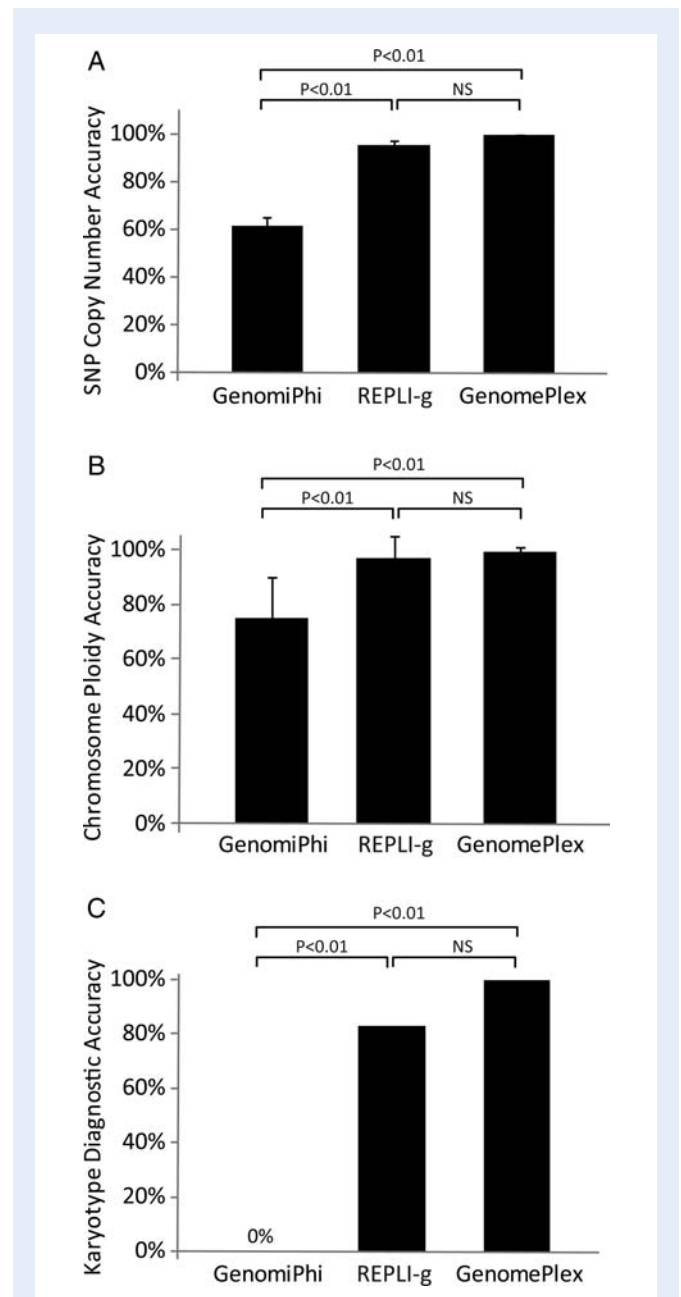 A
P<0.01
P<0.01 NS
SNP Copy Number Accuracy
100%
80%
60%
40%
20%
0%
GenomiPhi REPLI-g GenomePlex
B
P<0.01
P<0.01 NS
Chromosome Ploidy Accuracy
100%
80%
60%
40%
20%
0%
GenomiPhi REPLI-g GenomePlex
C
P<0.01
P<0.01 NS
Karyotype Diagnostic Accuracy
100%
80%
60%
40%
20%
0%
0%
GenomiPhi REPLI-g GenomePlex